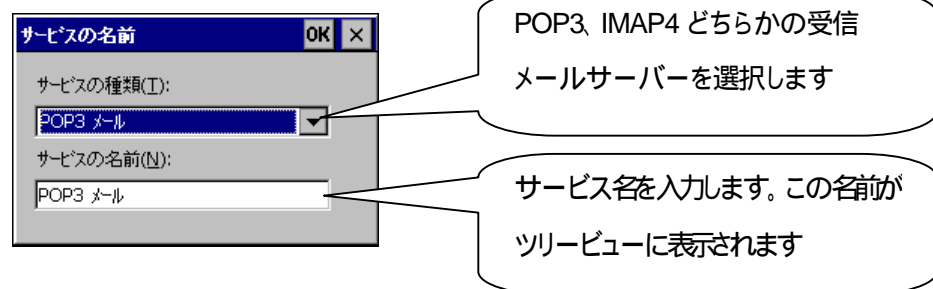 サービスの名前 OK ×
サービスの種類(T):
POP3 メール
サービスの名前(N):
POP3 メール
POP3、IMAP4 どちらかの受信
メールサーバーを選択します
サービス名を入力します。この名前が
ツリービューに表示されます